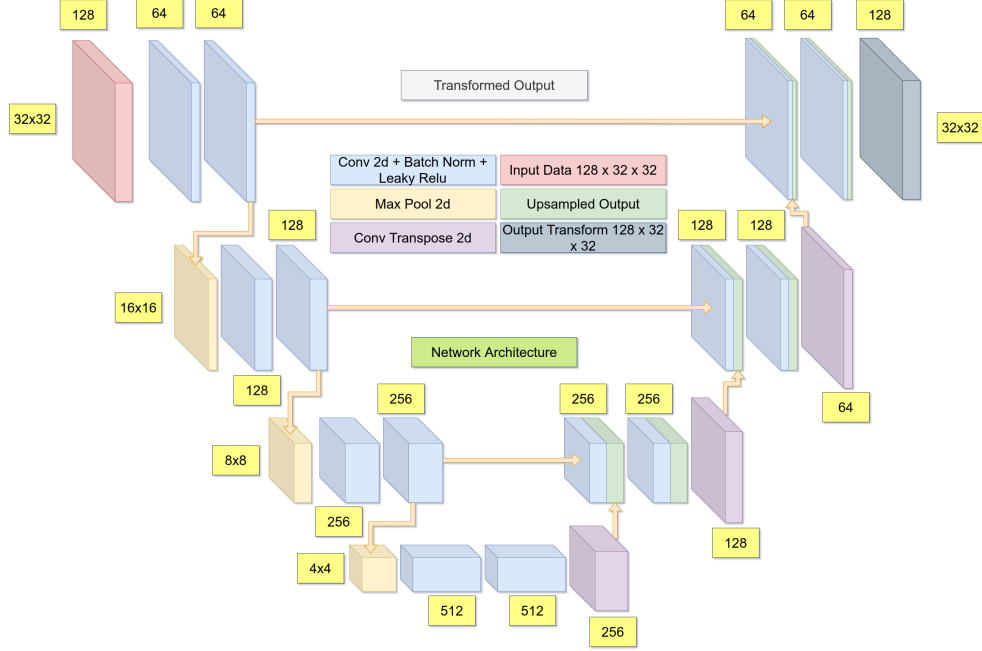 128
64
64
64
64
128
Transformed Output
32x32
32x32
Conv 2d + Batch Norm +
Leaky Relu
Input Data 128 x 32 x 32
Max Pool 2d
Upsampled Output
Conv Transpose 2d
Output Transform 128 x 32
x 32
128
128
128
16x16
Network Architecture
128
64
256
256
256
8x8
256
128
4x4
512
512
256